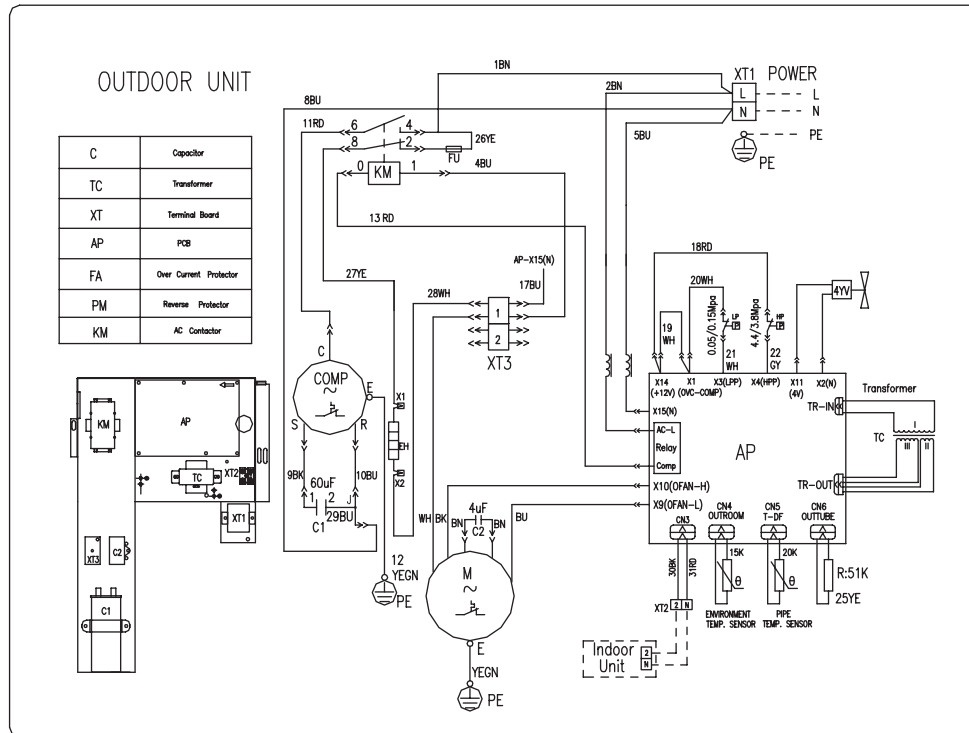 OUTDOOR UNIT
C Capacitor
TC Transformer
XT Terminal Board
AP PCB
FA Over Current Protector
PM Reverse Protector
KM AC Contactor
1BN
XT1 POWER
2BN
L L
N N
8BU
5BU
PE
PE
11RD
6 4
8 2
26YE
FU
0 KM 1
4BU
13 RD
27YE
28WH
AP-X15(N)
17BU
1
2
XT3
C
COMP
~
E
S R
X1
EH
X2
9BK
10BU
60uF
1 2
J
C1
29BU
12
YEGN
PE
WH
BK
4uF
BN
BN
C2
BU
M
~
E
YEGN
PE
18RD
20WH
19
WH
0.05/0.15Mpa
LP
P
4.4/3.8Mpa
HP
P
21
WH
22
GY
4YV
X14
(+12V)
X1
(OVC-COMP)
X3(LPP)
X4(HPP)
X11
(4V)
X2(N)
X15(N)
AC-L
Relay
Comp
X10(OFAN-H)
X9(OFAN-L)
AP
TR-IN
TR-OUT
Transformer
TC
I
II
III
CN3
CN4
OUTROOM
CN5
T-DF
CN6
OUTTUBE
30BK
31RD
15K
θ
20K
θ
R:51K
25YE
XT2
2 N
ENVIRONMENT
TEMP. SENSOR
PIPE
TEMP. SENSOR
Indoor
Unit
2
N
KM
AP
TC
XT2
XT1
XT3
C2
C1